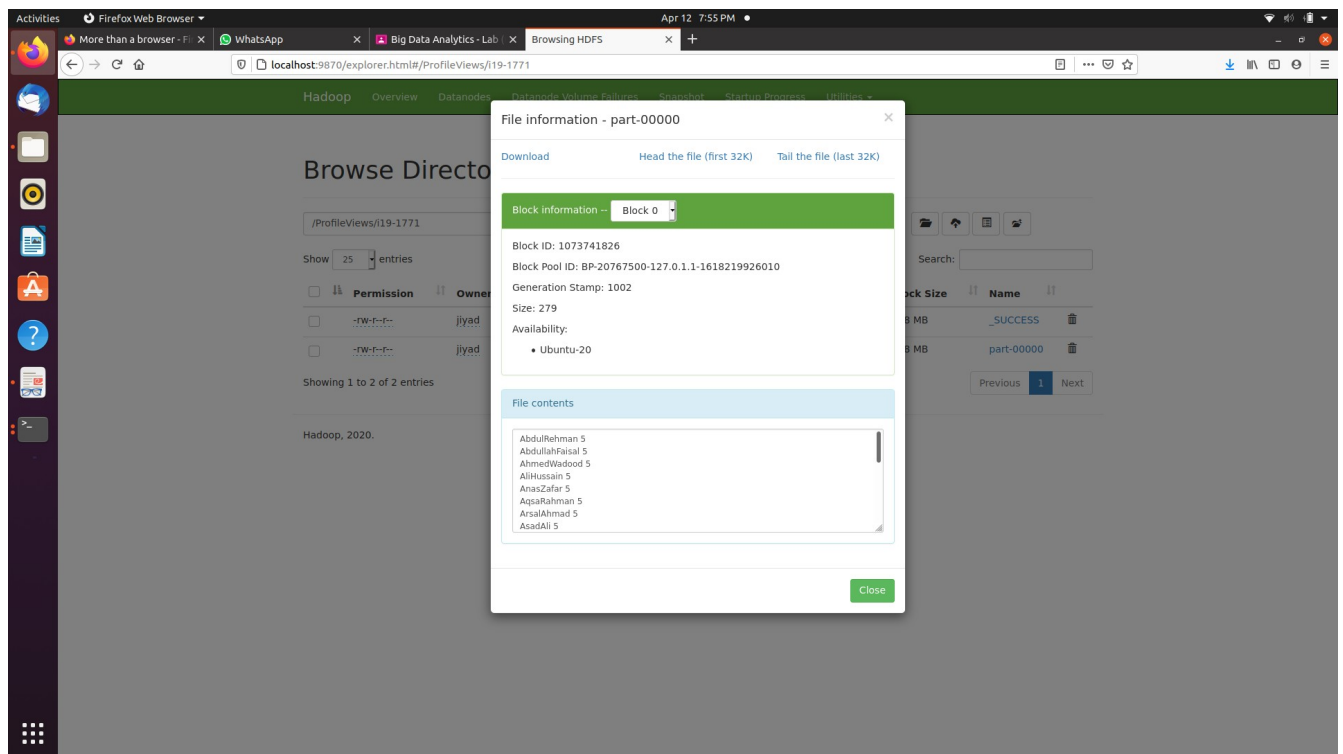 Activities Firefox Web Browser Apr 12 7:55 PM
More than a browser - Fi WhatsApp Big Data Analytics - Lab Browsing HDFS
localhost:9870/explorer.html#/ProfileViews/i19-1771
Hadoop Overview Datanodes Datanode Volume Failures Snapshot Startup Progress Utilities
File information - part-00000
Download Head the file (first 32K) Tail the file (last 32K)
Browse Directo
Block information -- Block 0
/ProfileViews/i19-1771
Block ID: 1073741826
Show 25 entries
Search:
Block Pool ID: BP-20767500-127.0.1.1-1618219926010
Generation Stamp: 1002
Permission Owner ock Size Name
Size: 279
-rw-r--r-- jiyad 8 MB _SUCCESS
Availability:
Ubuntu-20
-rw-r--r-- jiyad 8 MB part-00000
Showing 1 to 2 of 2 entries
Previous 1 Next
File contents
Hadoop, 2020.
AbdulRehman 5
AbdullahFaisal 5
AhmedWadood 5
AliHussain 5
AnasZafar 5
AqsaRahman 5
ArsalAhmad 5
AsadAli 5
Close